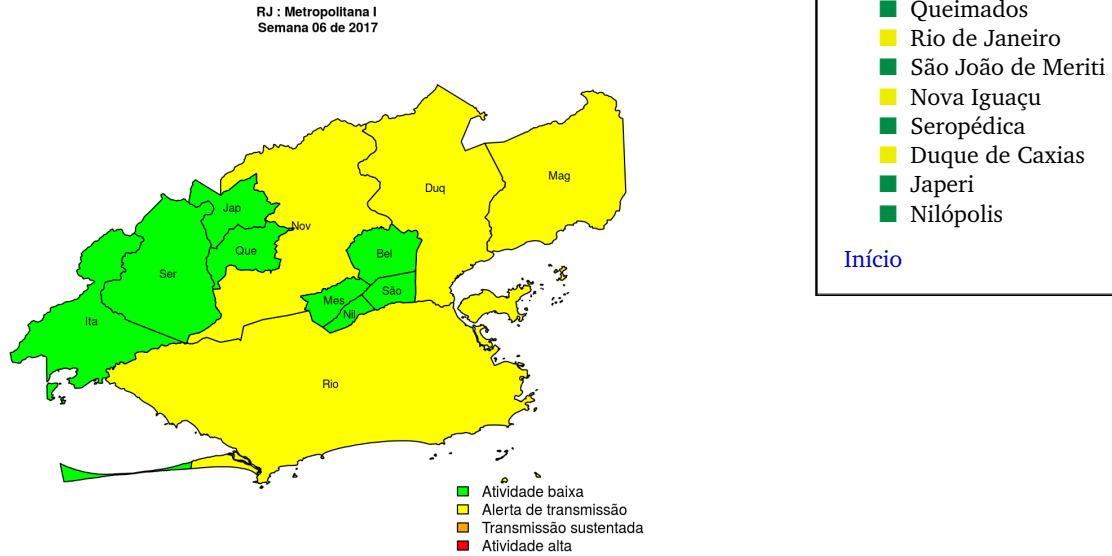 RJ : Metropolitana I
Semana 06 de 2017
Mag
Duq
Jap
Nov
Que
Bel
Ser
São
Mes
Nil
Ita
Rio
Atividade baixa
Alerta de transmissão
Transmissão sustentada
Atividade alta
Queimados
Rio de Janeiro
São João de Meriti
Nova Iguaçu
Seropédica
Duque de Caxias
Japeri
Nilópolis
Início